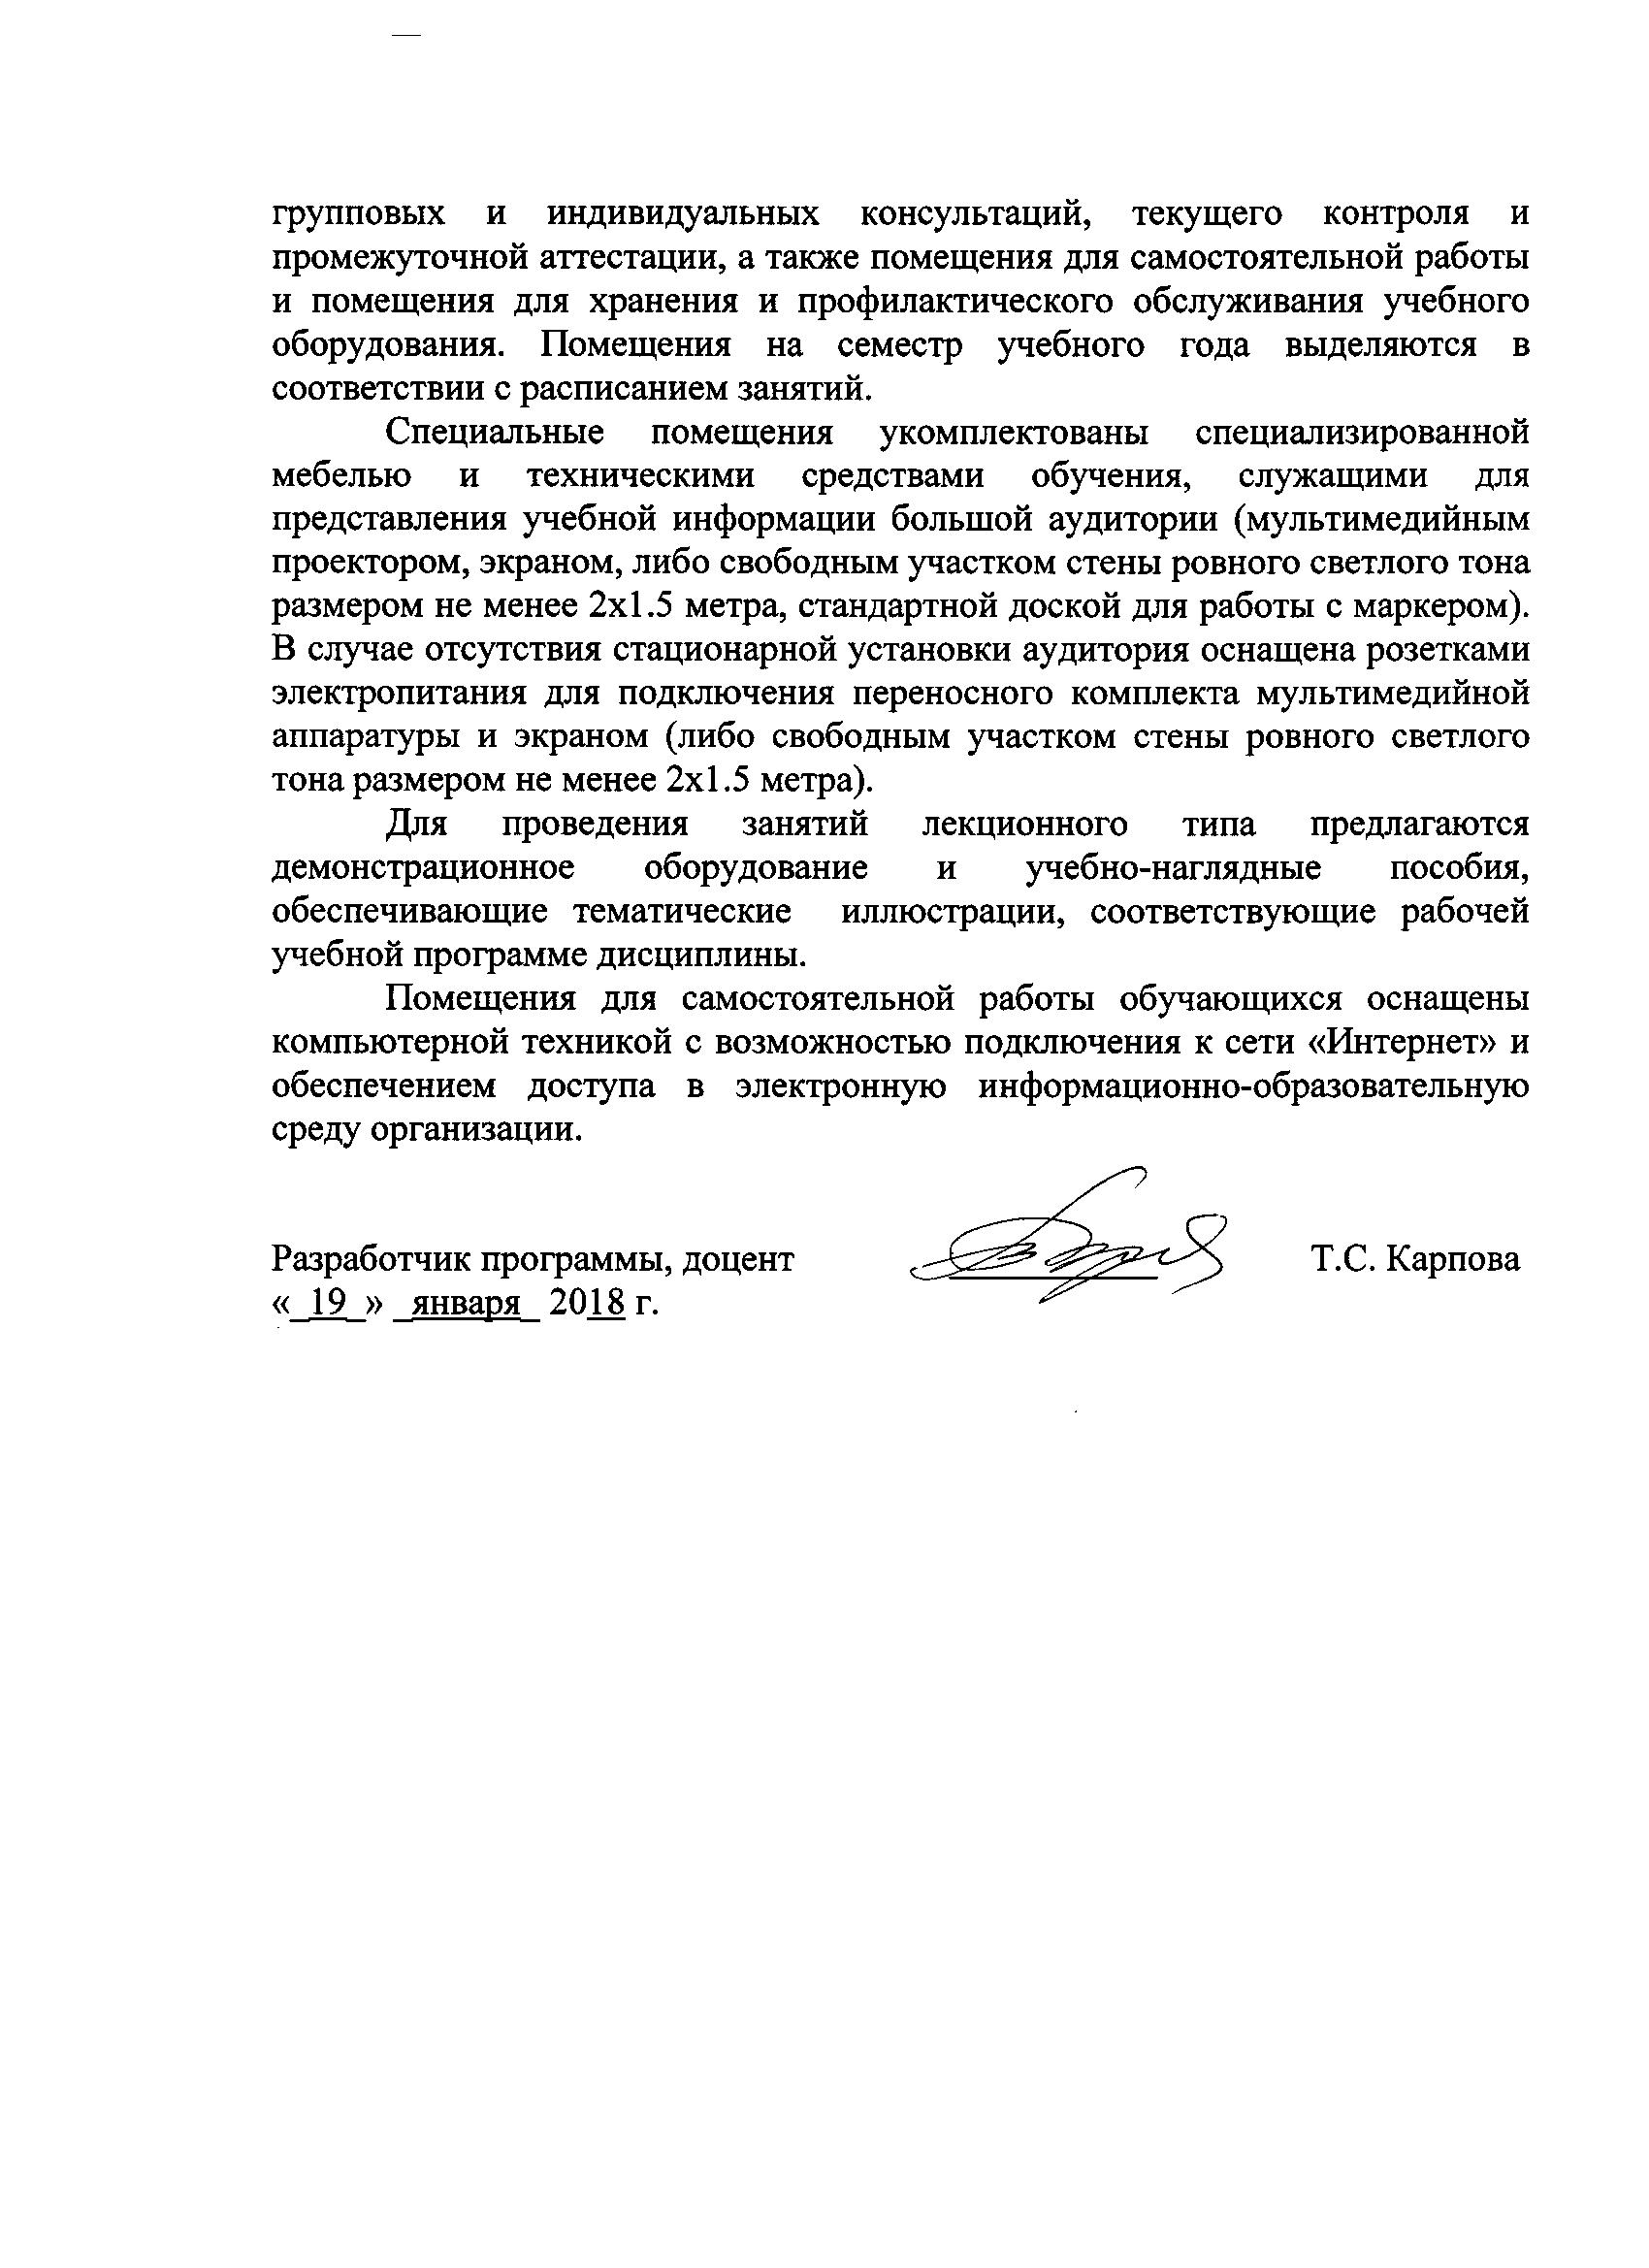 групповых и индивидуальных консультаций, текущего контроля и
промежуточной аттестации, а также помещения для самостоятельной работы
и помещения для хранения и профилактического обслуживания учебного
оборудования. Помещения на семестр учебного года выделяются в
соответствии с расписанием занятий.
Специальные помещения укомплектованы специализированной
мебелью и техническими средствами обучения, служащими для
представления учебной информации большой аудитории (мультимедийным
проектором, экраном, либо свободным участком стены ровного светлого тона
размером не менее 2х1.5 метра, стандартной доской для работы с маркером).
В случае отсутствия стационарной установки аудитория оснащена розетками
электропитания для подключения переносного комплекта мультимедийной
аппаратуры и экраном (либо свободным участком стены ровного светлого
тона размером не менее 2х1.5 метра).
Для проведения занятий лекционного типа предлагаются
демонстрационное оборудование и учебно-наглядные пособия,
обеспечивающие тематические иллюстрации, соответствующие рабочей
учебной программе дисциплины.
Помещения для самостоятельной работы обучающихся оснащены
компьютерной техникой с возможностью подключения к сети «Интернет» и
обеспечением доступа в электронную информационно-образовательную
среду организации.
Разработчик программы, доцент Т.С. Карпова
«_19_» _января_ 2018 г.